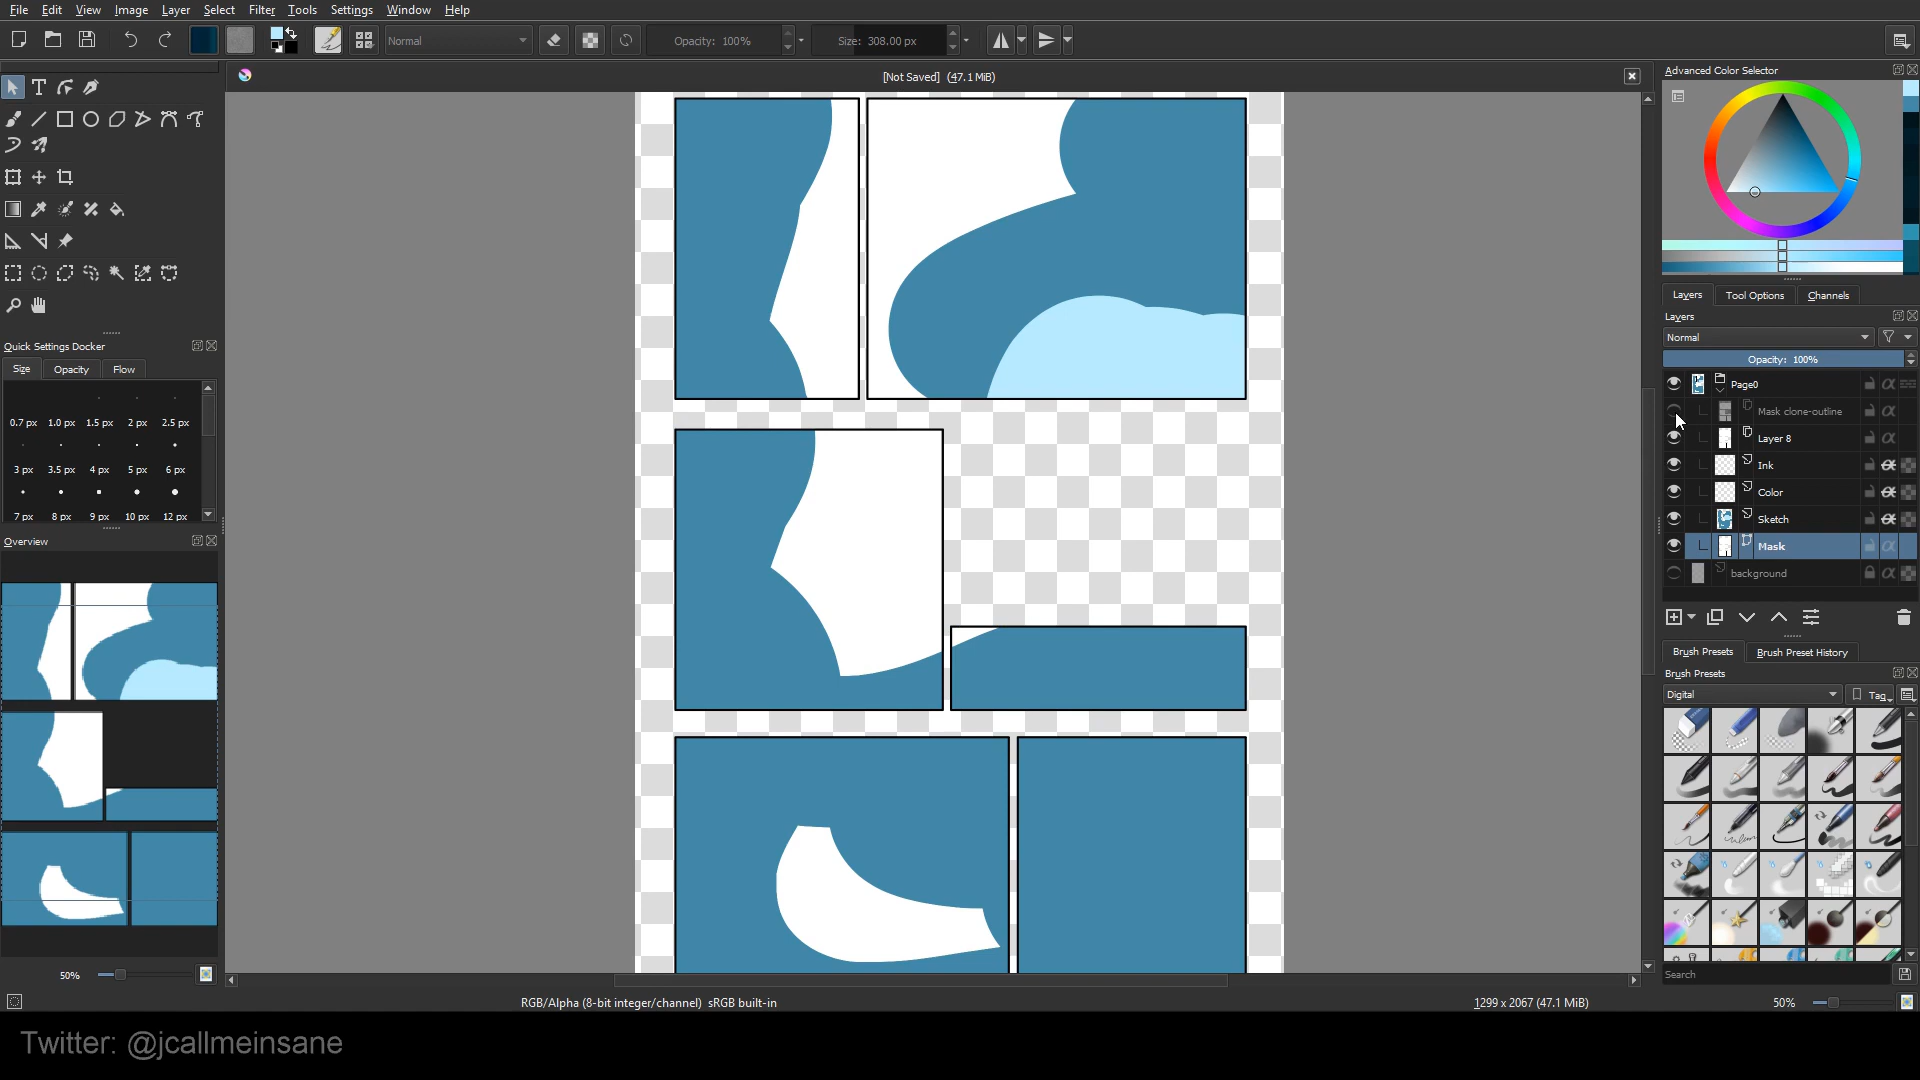 File Edit View Image Layer Select Filter Tools Settings Window Help
Normal Opacity: 100% Size: 308.00 px
[Not Saved] (47.1 MiB)
Advanced Color Selector
Quick Settings Docker
Size Opacity Flow
0.7 px 1.0 px 1.5 px 2 px 2.5 px
3 px 3.5 px 4 px 5 px 6 px
7 px 8 px 9 px 10 px 12 px
Overview
50%
Layers Tool Options Channels
Layers
Normal
Opacity: 100%
Page0
Mask clone-outline
Layer 8
Ink
Color
Sketch
Mask
background
Brush Presets Brush Preset History
Brush Presets
Digital Tag
Search
RGB/Alpha (8-bit integer/channel) sRGB built-in 1299 x 2067 (47.1 MiB) 50%
Twitter: @jcallmeinsane